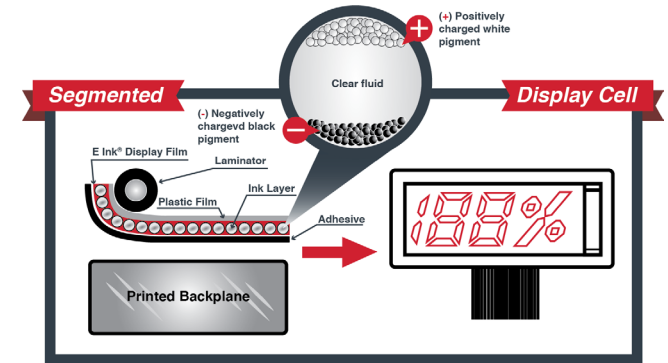 (+) Positively
charged white
pigment
Clear fluid
Segmented
Display Cell
(-) Negatively
chargevd black
pigment
E Ink® Display Film
Laminator
Ink Layer
Plastic Film
Adhesive
188%
Printed Backplane